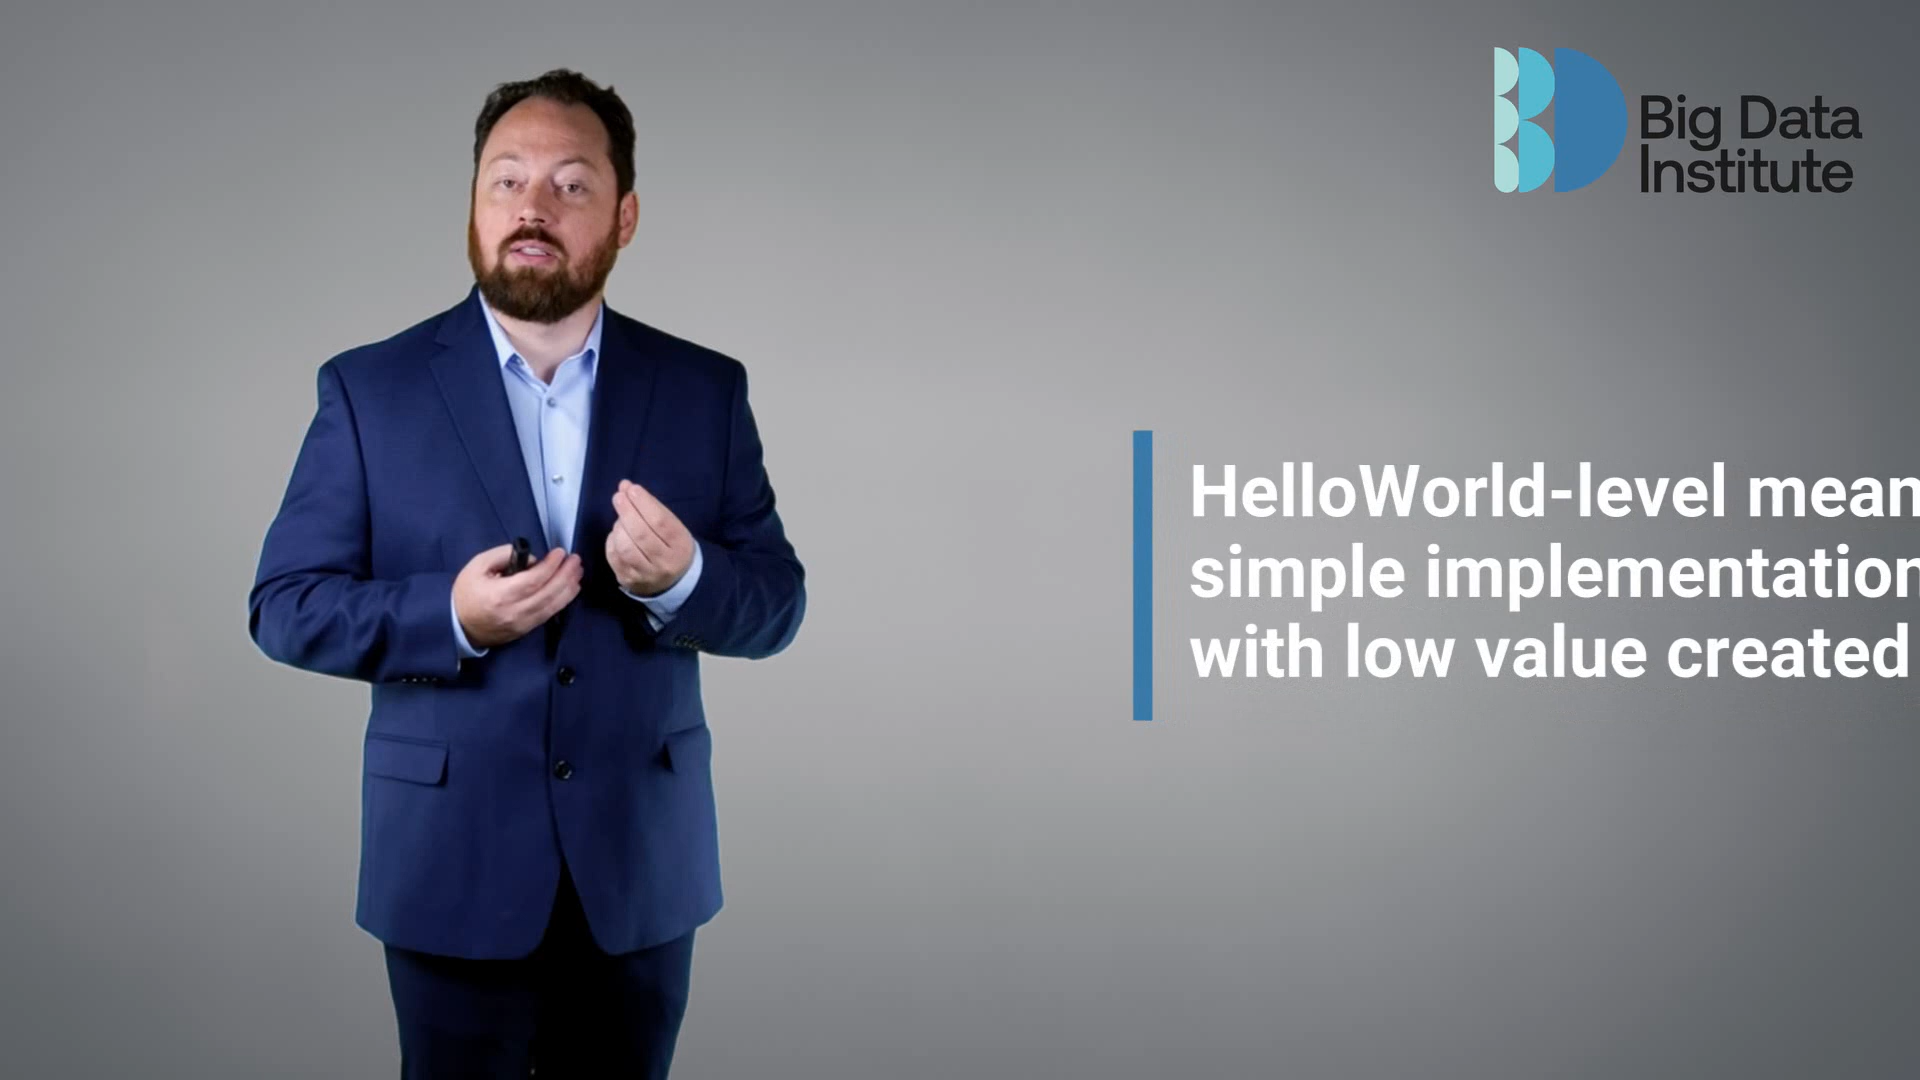 Big Data
Institute
HelloWorld-level mean
simple implementation
with low value created